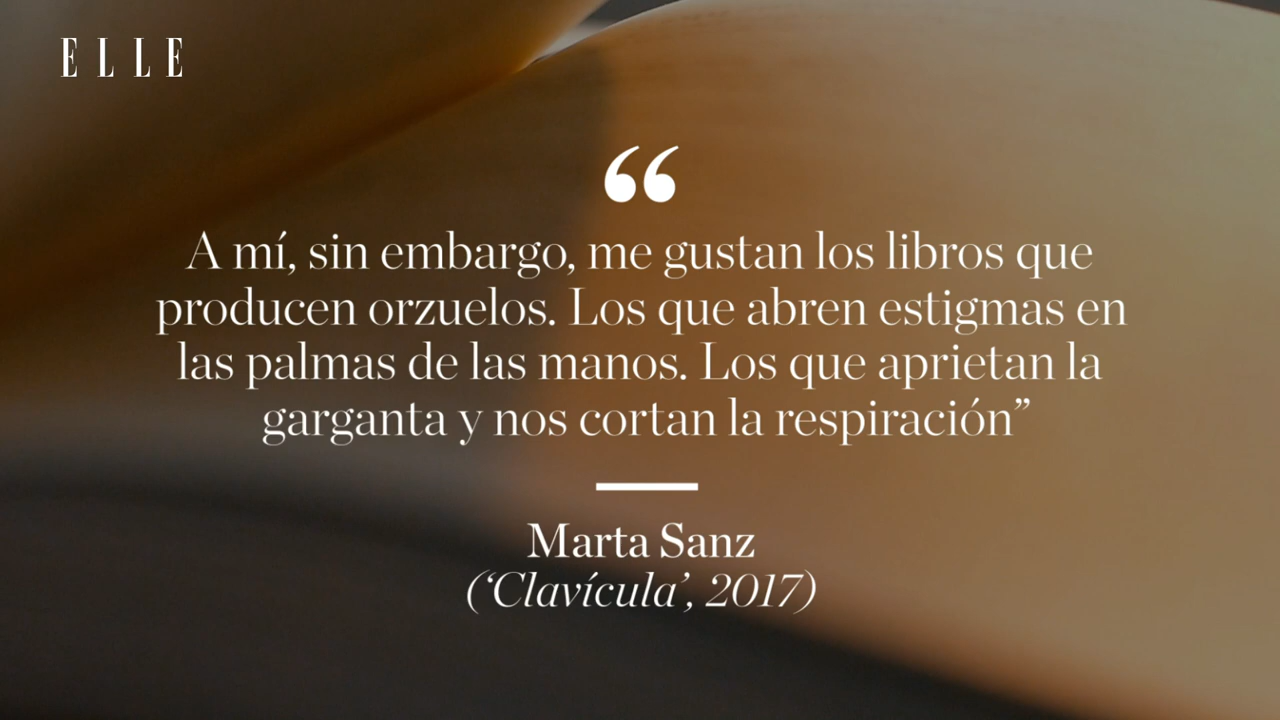 ELLE
“
A mí, sin embargo, me gustan los libros que
producen orzuelos. Los que abren estigmas en
las palmas de las manos. Los que aprietan la
garganta y nos cortan la respiración”
Marta Sanz
(‘Clavícula’, 2017)